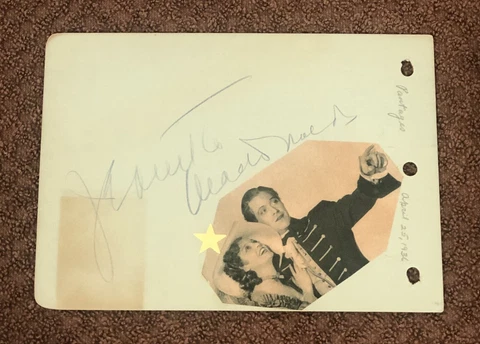 Jeanette
MacDonald
Pantages
April 25, 1936